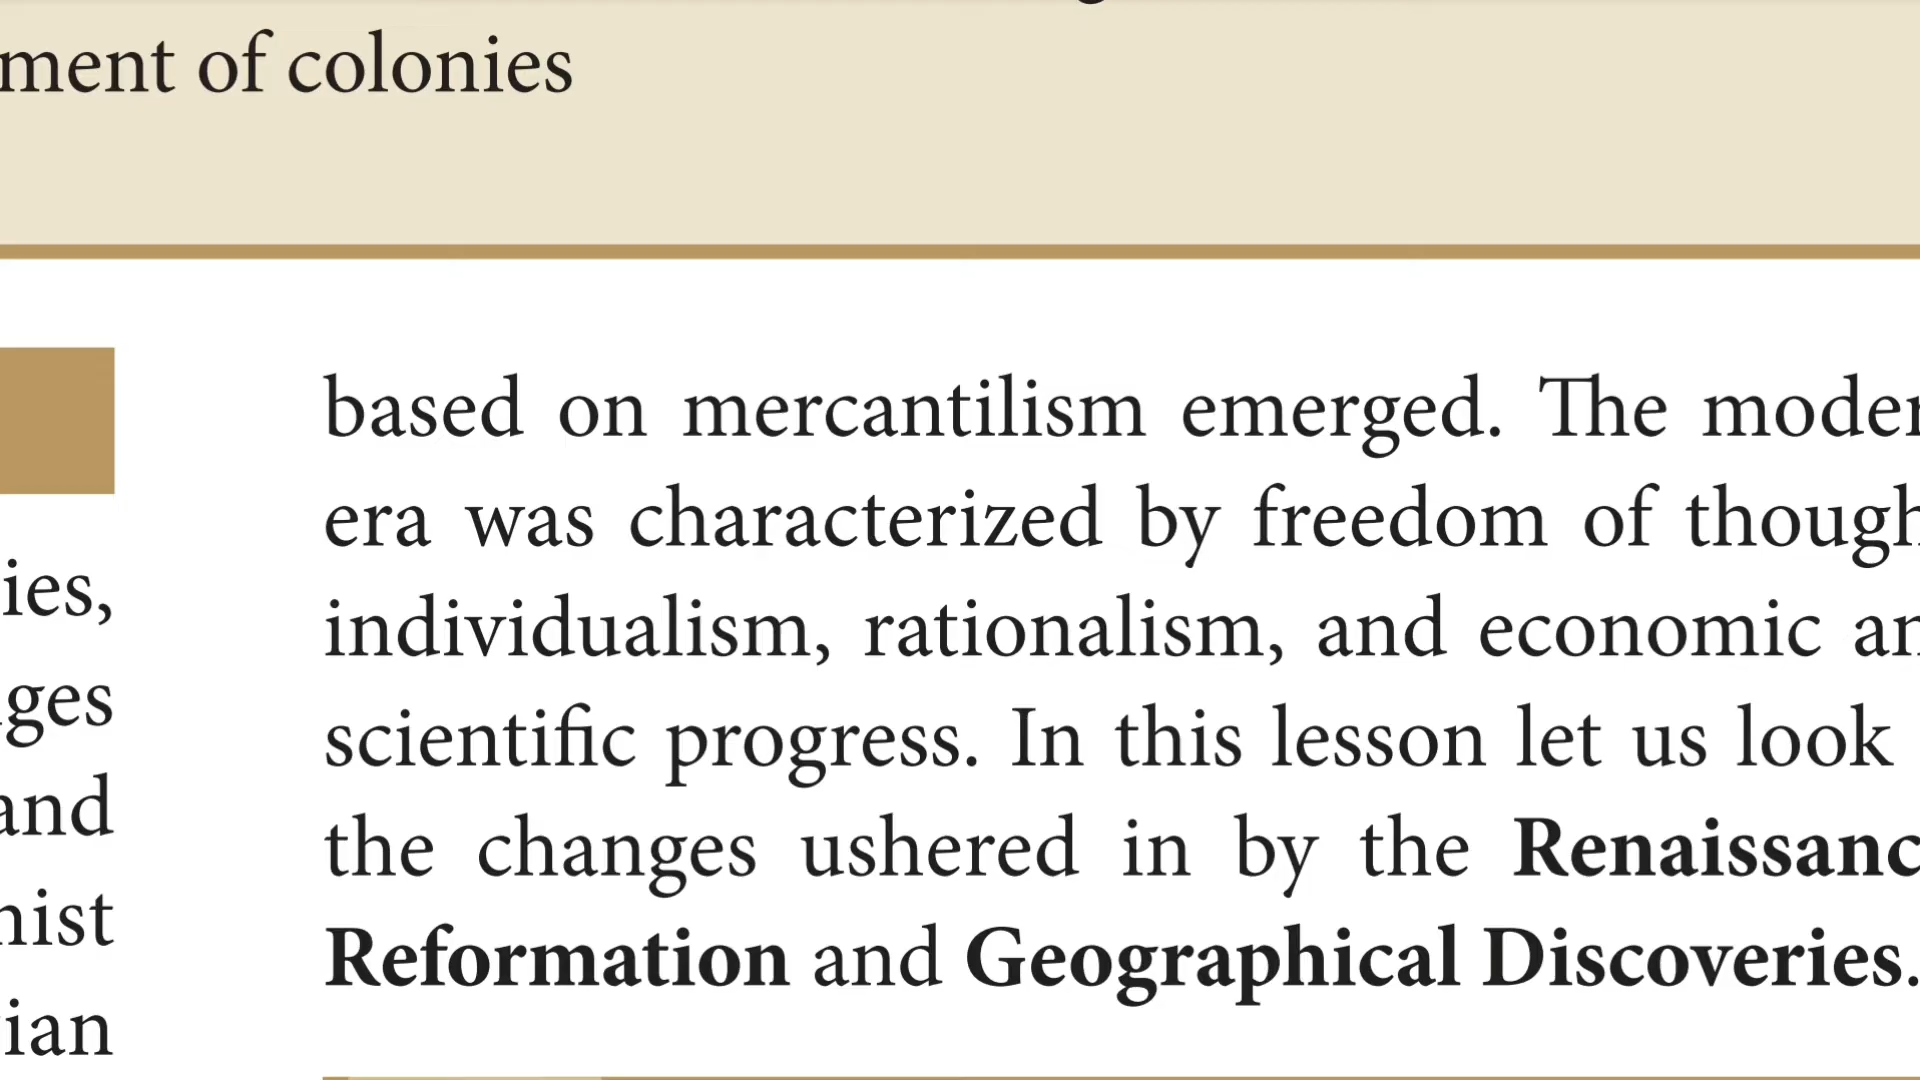 ment of colonies
ies,
ges
and
nist
ian
based on mercantilism emerged. The moder
era was characterized by freedom of though
individualism, rationalism, and economic an
scientific progress. In this lesson let us look
the changes ushered in by the Renaissanc
Reformation and Geographical Discoveries.